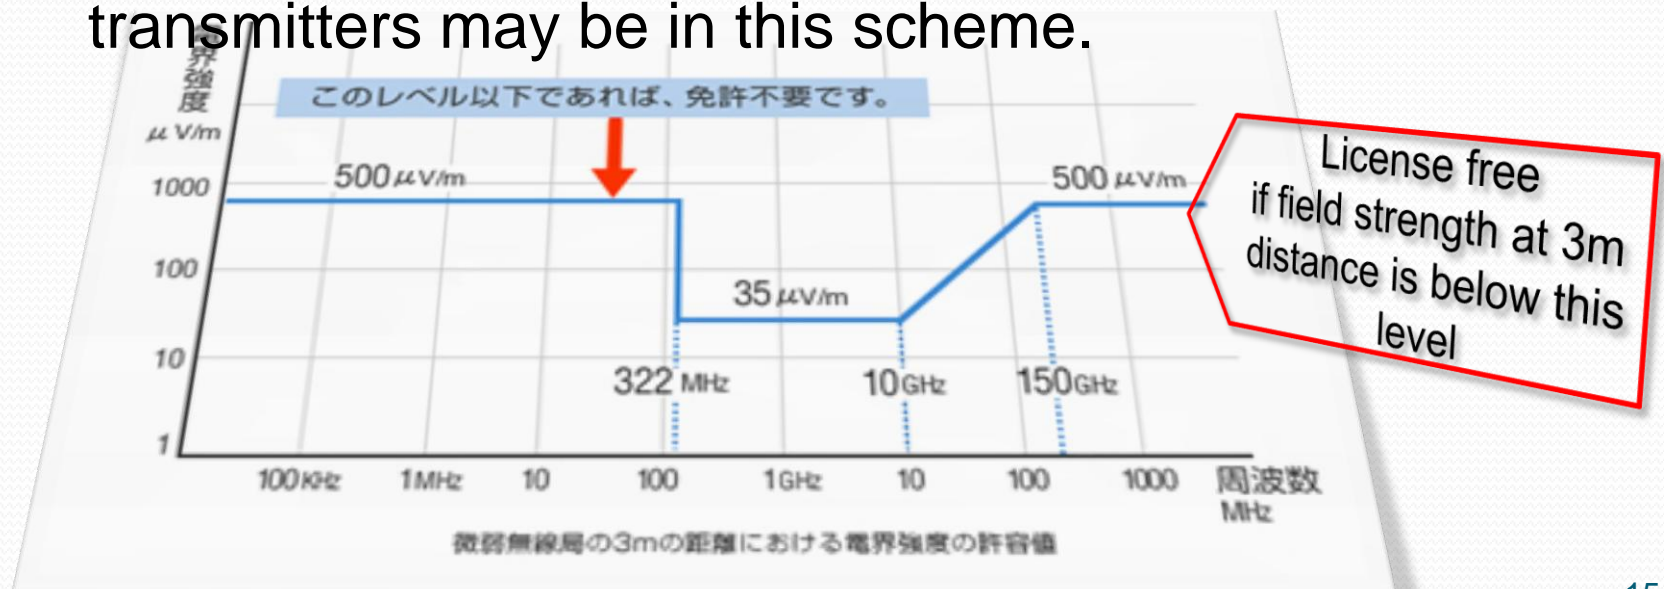 transmitters may be in this scheme.
電界強度
μV/m
このレベル以下であれば、免許不要です。
1000
500μV/m
500μV/m
100
35μV/m
10
322 MHz
10GHz
150GHz
1
100KHz 1MHz 10 100 1GHz 10 100 1000 周波数
MHz
微弱無線局の3mの距離における電界強度の許容値
License free
if field strength at 3m
distance is below this
level